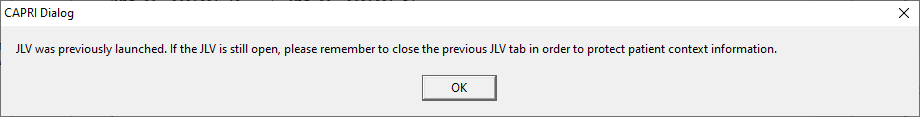 CAPRI Dialog
JLV was previously launched. If the JLV is still open, please remember to close the previous JLV tab in order to protect patient context information.
OK